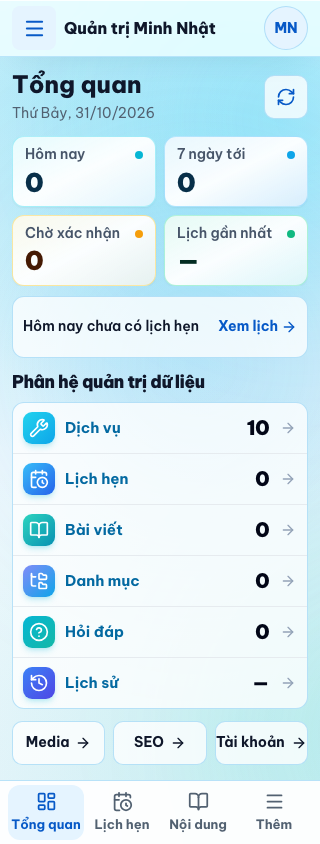 Quản trị Minh Nhật
MN
Tổng quan
Thứ Bảy, 31/10/2026
Hôm nay
0
7 ngày tới
0
Chờ xác nhận
0
Lịch gần nhất
—
Hôm nay chưa có lịch hẹn
Xem lịch →
Phân hệ quản trị dữ liệu
Dịch vụ 10 →
Lịch hẹn 0 →
Bài viết 0 →
Danh mục 0 →
Hỏi đáp 0 →
Lịch sử — →
Media →
SEO →
Tài khoản →
Tổng quan
Lịch hẹn
Nội dung
Thêm